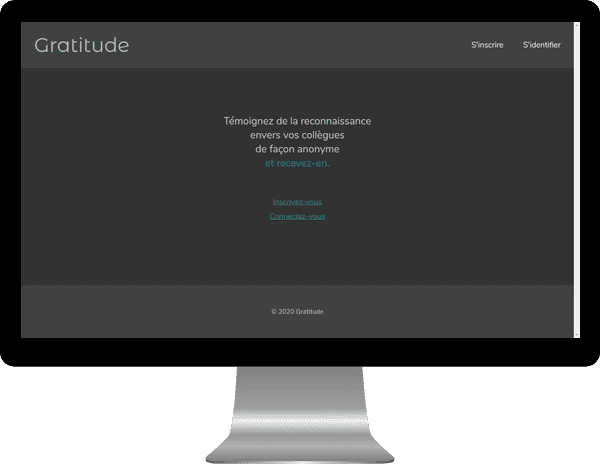 Gratitude
S'inscrire S'identifier
Témoignez de la reconnaissance
envers vos collègues
de façon anonyme
et recevez-en.
Inscrivez-vous
Connectez-vous
© 2020 Gratitude